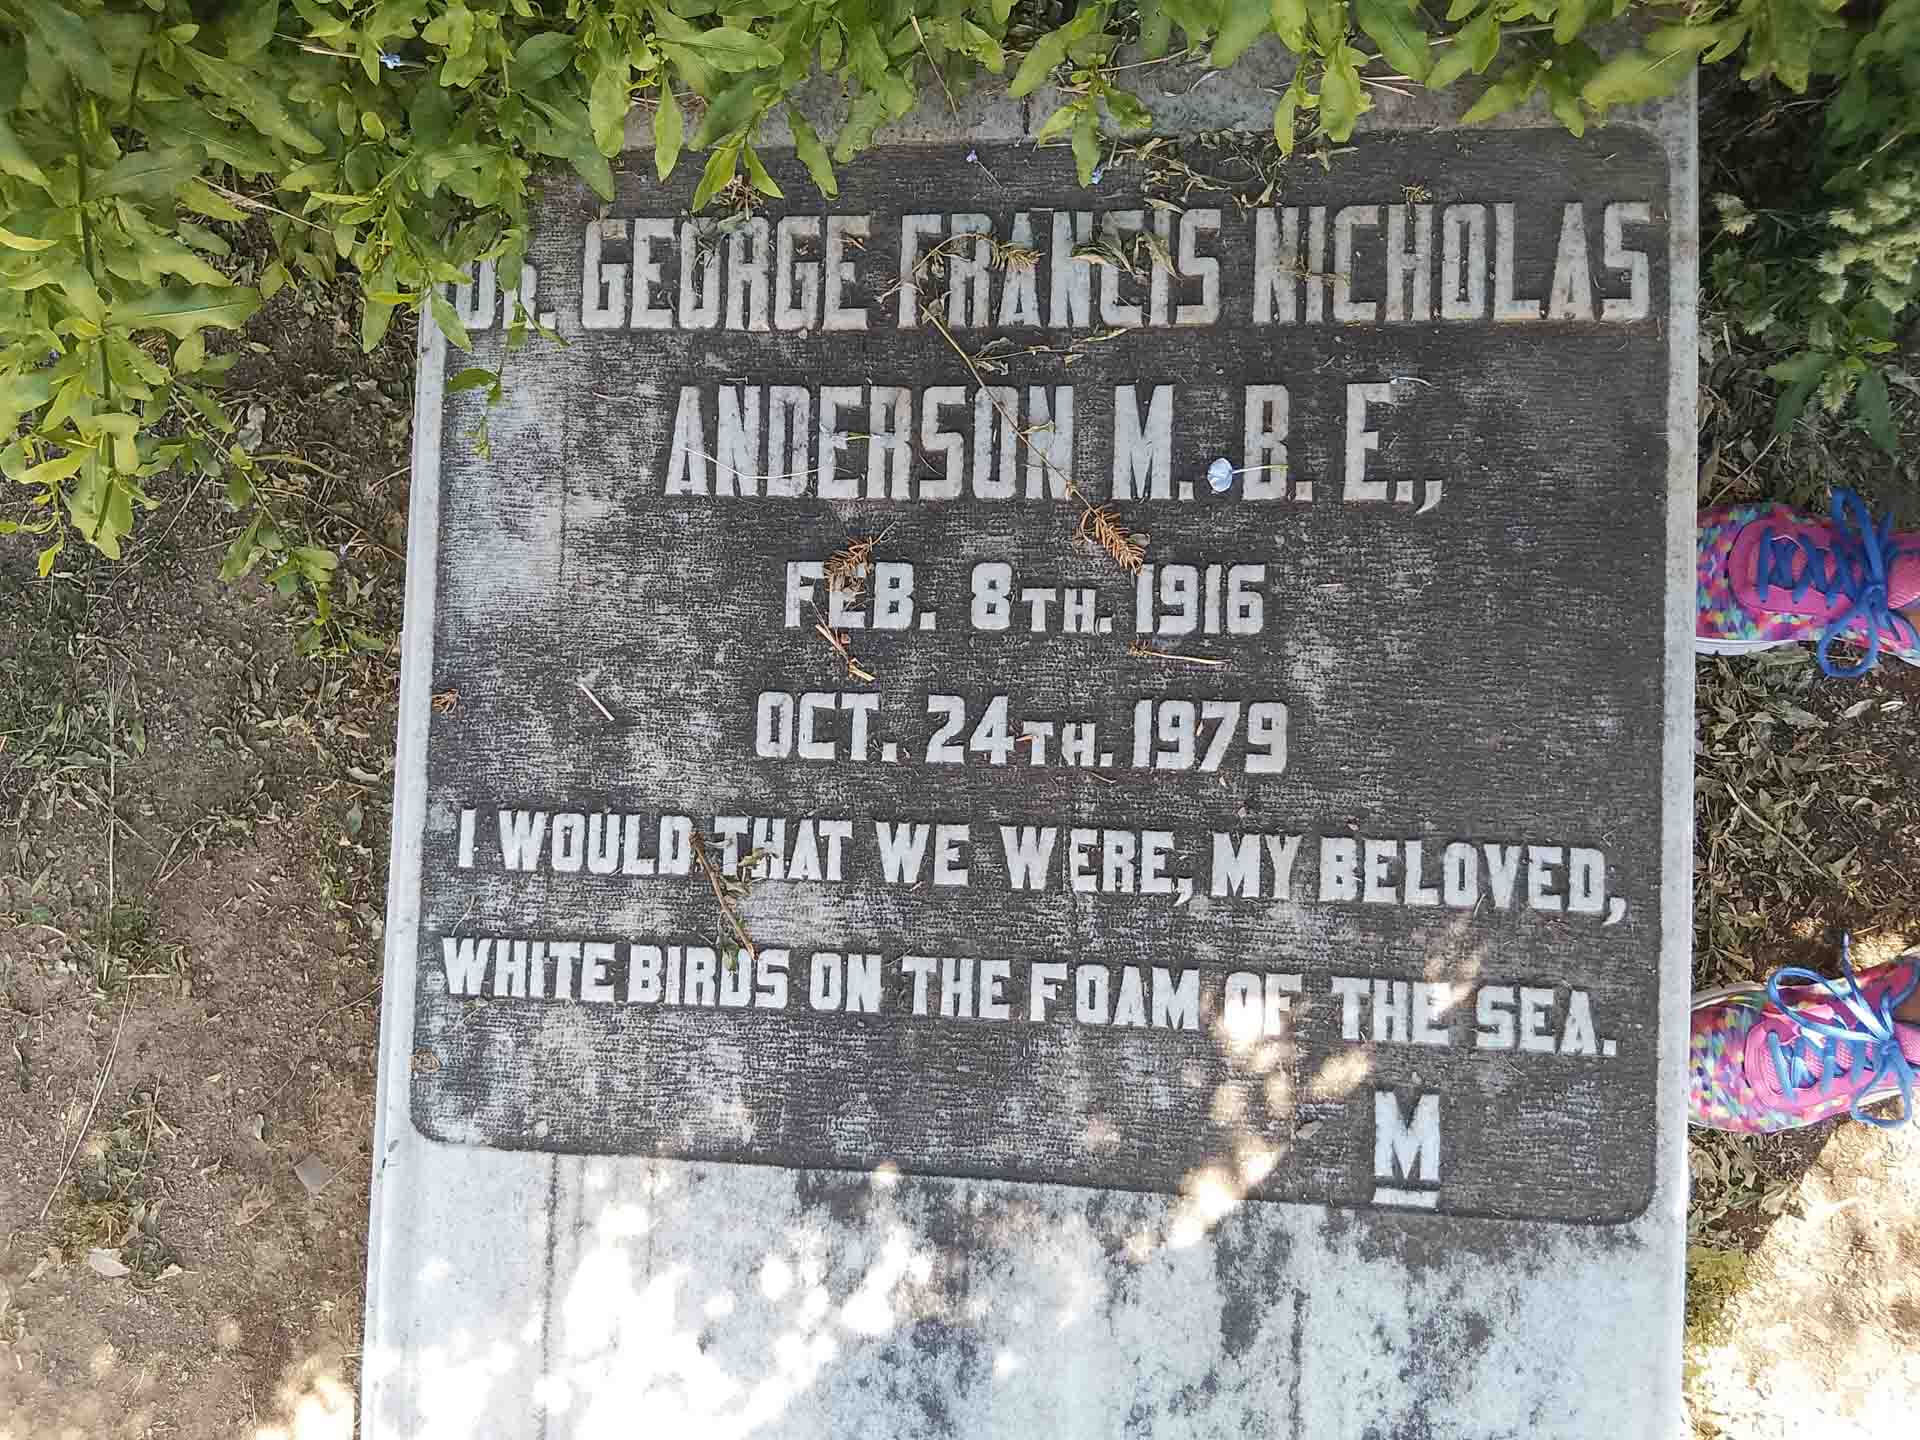 DR. GEORGE FRANCIS NICHOLAS
ANDERSON M. B. E.,
FEB. 8TH. 1916
OCT. 24TH. 1979
I WOULD THAT WE WERE, MY BELOVED,
WHITE BIRDS ON THE FOAM OF THE SEA.
M